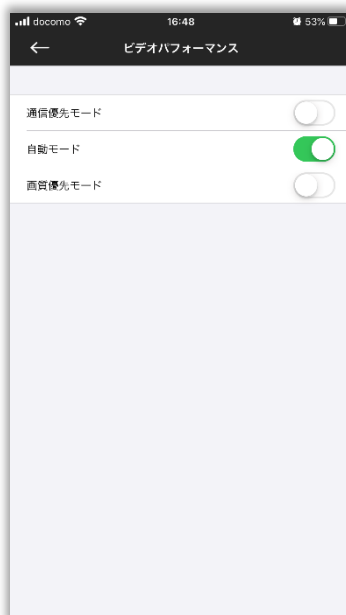 docomo 16:48 53%
ビデオパフォーマンス
通信優先モード
自動モード
画質優先モード